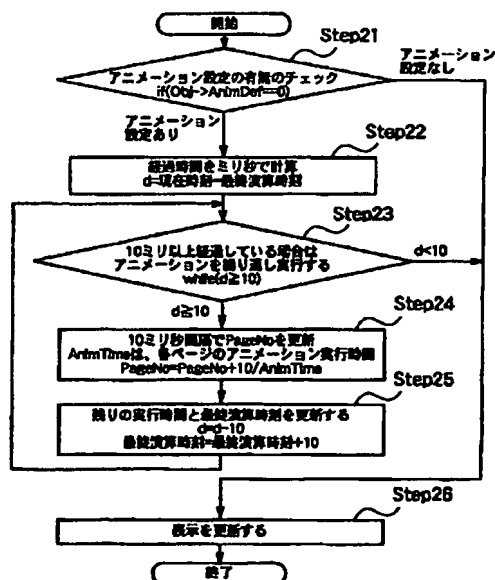 開始
Step21
アニメーション設定の有無のチェック
if(Obj->AnimDef==0)
アニメーション
設定なし
アニメーション
設定あり
Step22
経過時間をミリ秒で計算
d=現在時刻-最終演算時刻
Step23
10ミリ以上経過している場合は
アニメーションを繰り返し実行する
while(d≧10)
d<10
d≧10
Step24
10ミリ秒間隔でPageNoを更新
AnimTimeは、各ページのアニメーション実行時間
PageNo=PageNo+10/AnimTime
Step25
残りの実行時間と最終演算時刻を更新する
d=d-10
最終演算時刻=最終演算時刻+10
Step26
表示を更新する
終了